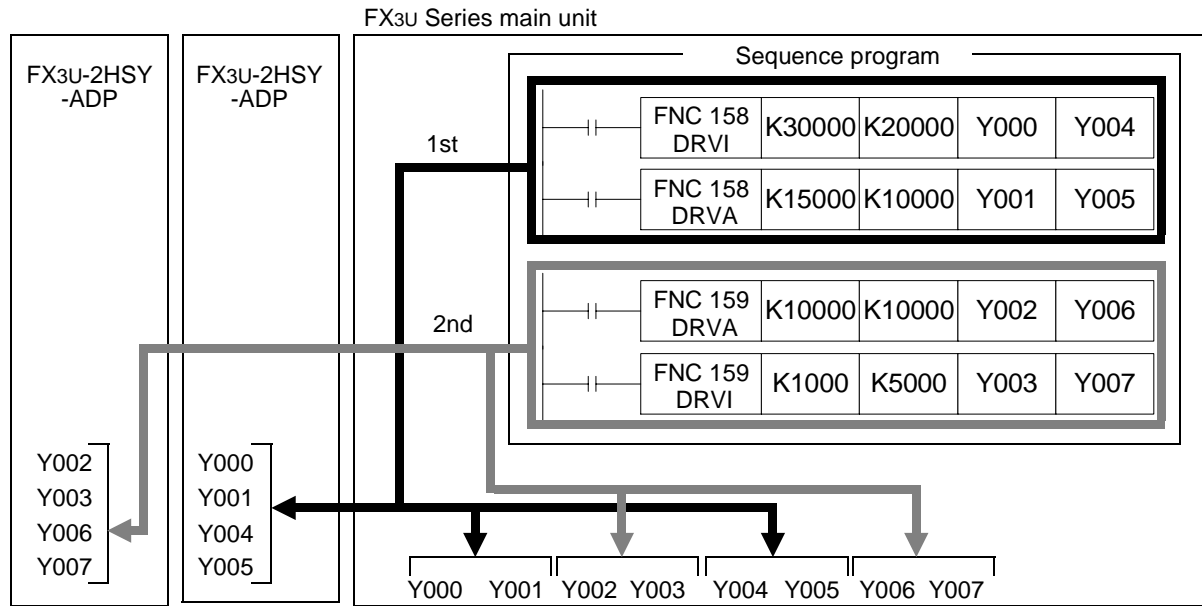 FX3U Series main unit
FX3U-2HSY
-ADP
FX3U-2HSY
-ADP
Sequence program
1st
FNC 158
DRVI
K30000
K20000
Y000
Y004
FNC 158
DRVA
K15000
K10000
Y001
Y005
2nd
FNC 159
DRVA
K10000
K10000
Y002
Y006
FNC 159
DRVI
K1000
K5000
Y003
Y007
Y002
Y003
Y006
Y007
Y000
Y001
Y004
Y005
Y000 Y001 Y002 Y003 Y004 Y005 Y006 Y007